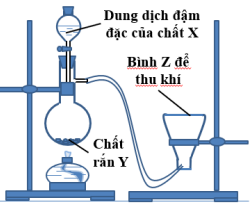 Dung dịch đậm
đặc của chất X
Bình Z để
thu khí
Chất
rắn Y